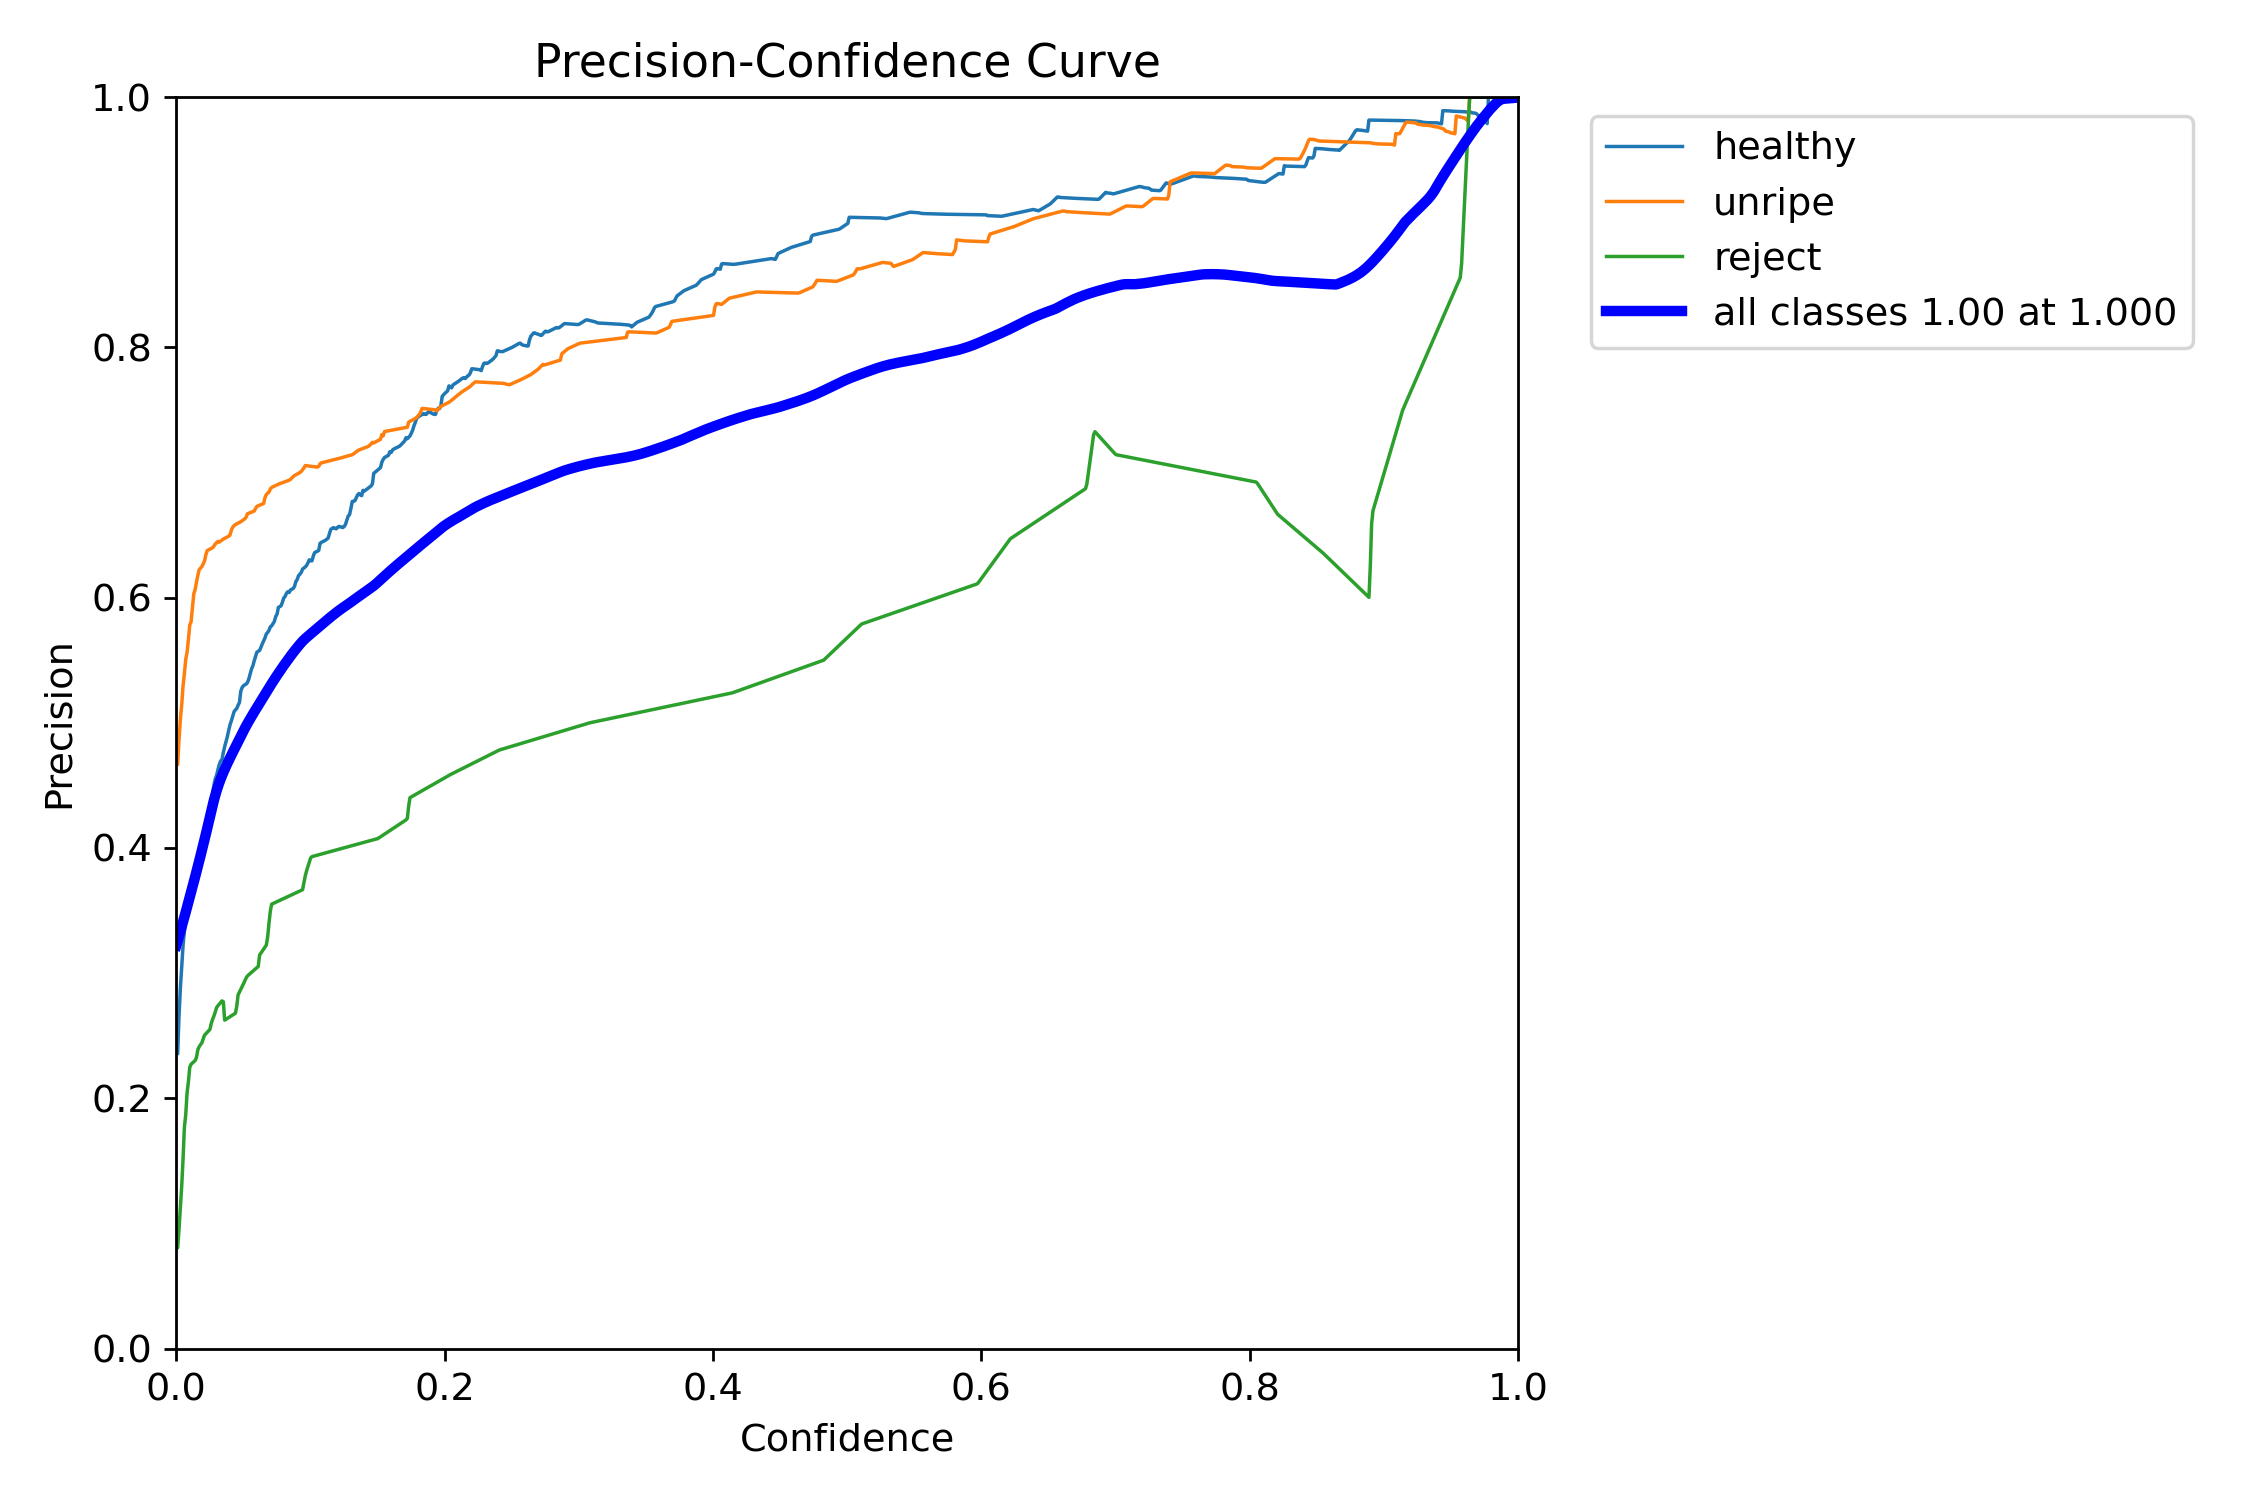 Precision-Confidence Curve
1.0
0.8
0.6
0.4
0.2
0.0
Precision
0.0 0.2 0.4 0.6 0.8 1.0
Confidence
healthy
unripe
reject
all classes 1.00 at 1.000